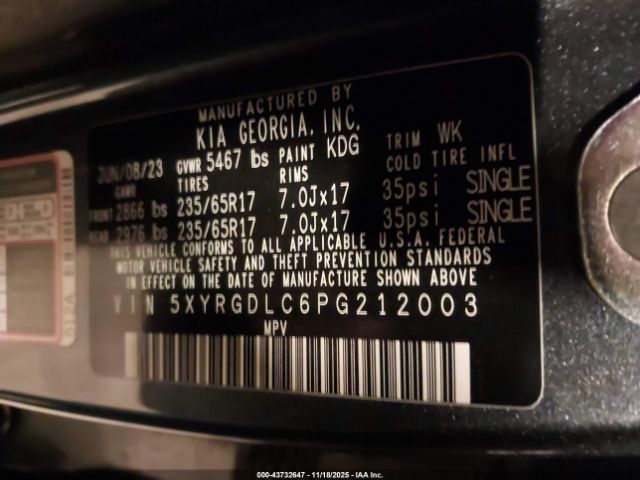 MANUFACTURED BY
KIA GEORGIA, INC.
JUN/08/23 GVWR 5467 lbs PAINT KDG TRIM WK
GAWR TIRES RIMS COLD TIRE INFL
FRONT 2866 lbs 235/65R17 7.0Jx17 35psi SINGLE
REAR 2976 lbs 235/65R17 7.0Jx17 35psi SINGLE
THIS VEHICLE CONFORMS TO ALL APPLICABLE U.S.A. FEDERAL
MOTOR VEHICLE SAFETY AND THEFT PREVENTION STANDARDS
IN EFFECT ON THE DATE OF MANUFACTURE SHOWN ABOVE
VIN 5XYRGDLC6PG212003
MPV
000-43732647 - 11/18/2025 - IAA Inc.